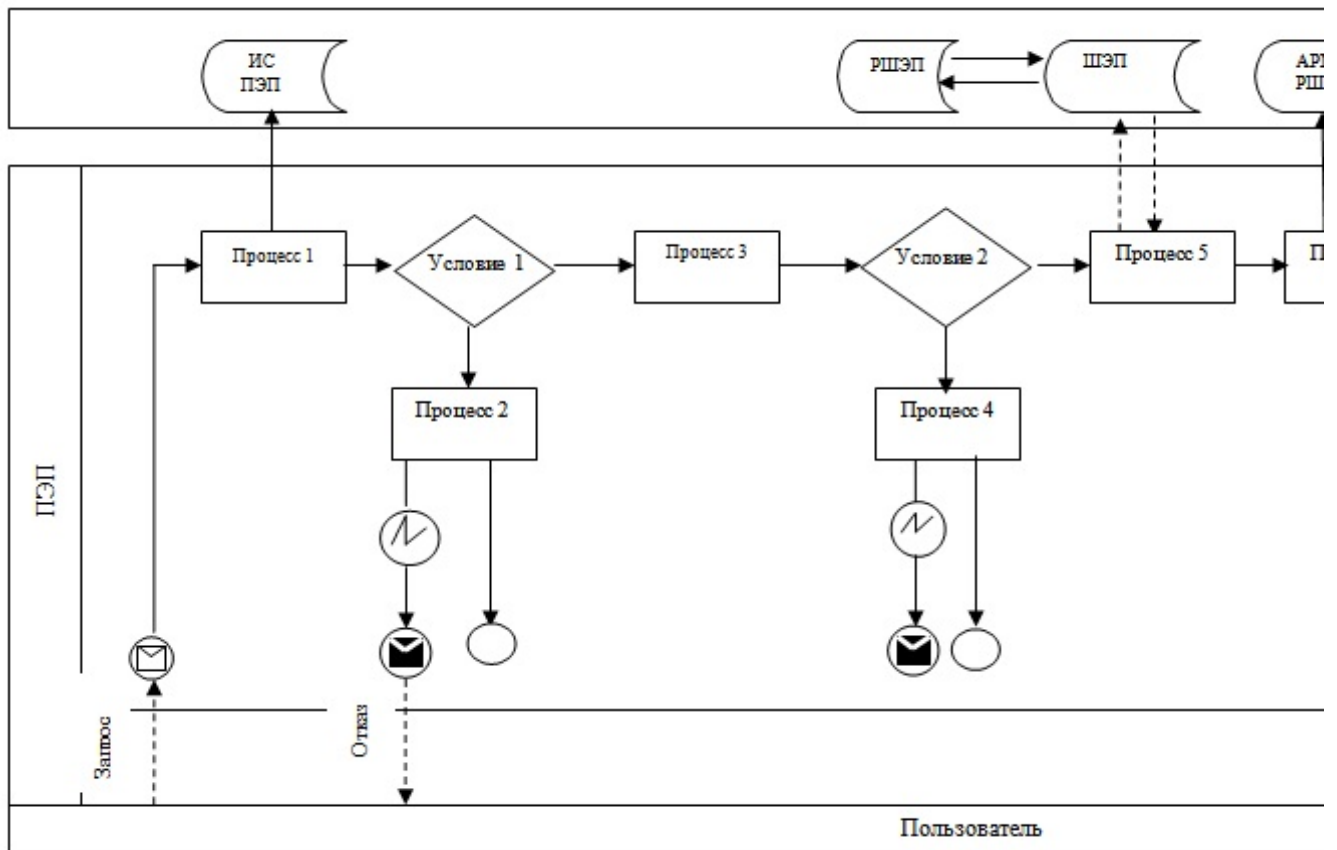 ИС
ПЭП
РШЭП
ШЭП
Процесс 1
Условие 1
Процесс 3
Условие 2
Процесс 5
Процесс 2
Процесс 4
ПЭП
Запрос
Отказ
Пользователь